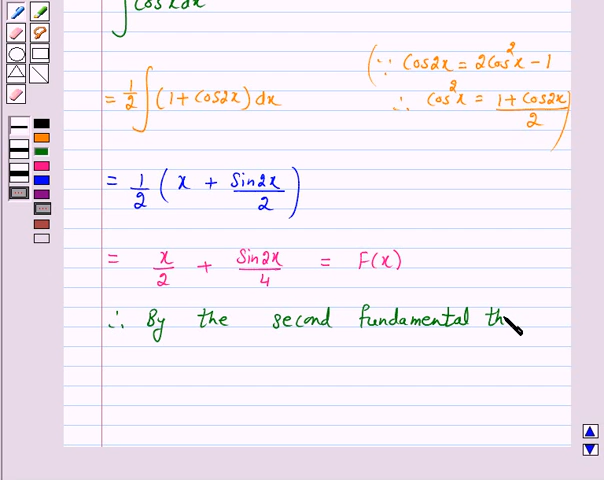 ∫ cos²x dx
= 1/2 ∫ (1 + cos2x) dx
(∵ cos2x = 2cos²x - 1
∴ cos²x = (1 + cos2x)/2)
= 1/2 (x + Sin2x/2)
= x/2 + Sin2x/4 = F(x)
∴ By the second fundamental th